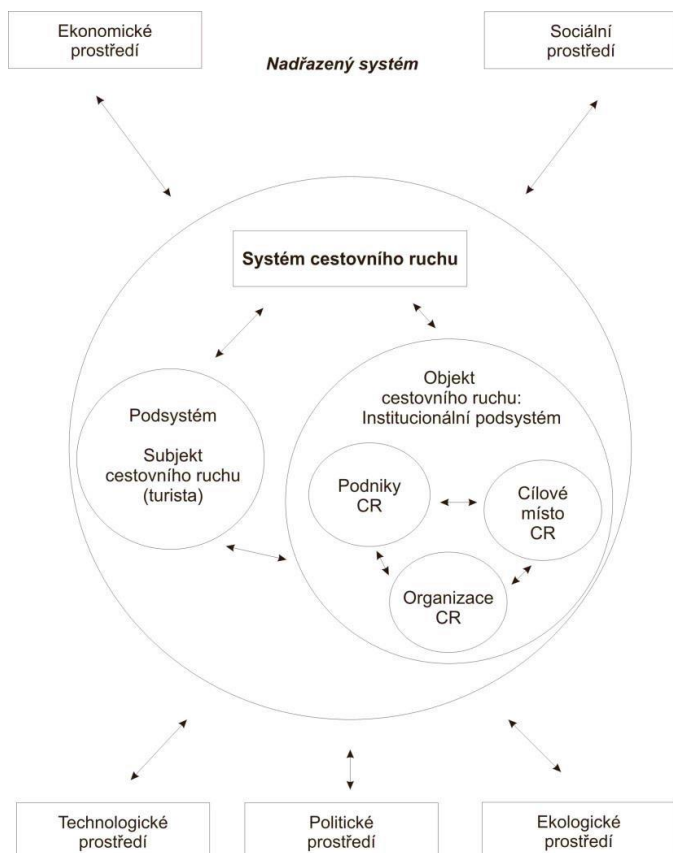 Ekonomické
prostředí
Sociální
prostředí
Nadřazený systém
Systém cestovního ruchu
Podsystém
Subjekt
cestovního ruchu
(turista)
Objekt
cestovního ruchu:
Institucionální podsystém
Podniky
CR
Cílové
místo
CR
Organizace
CR
Technologické
prostředí
Politické
prostředí
Ekologické
prostředí